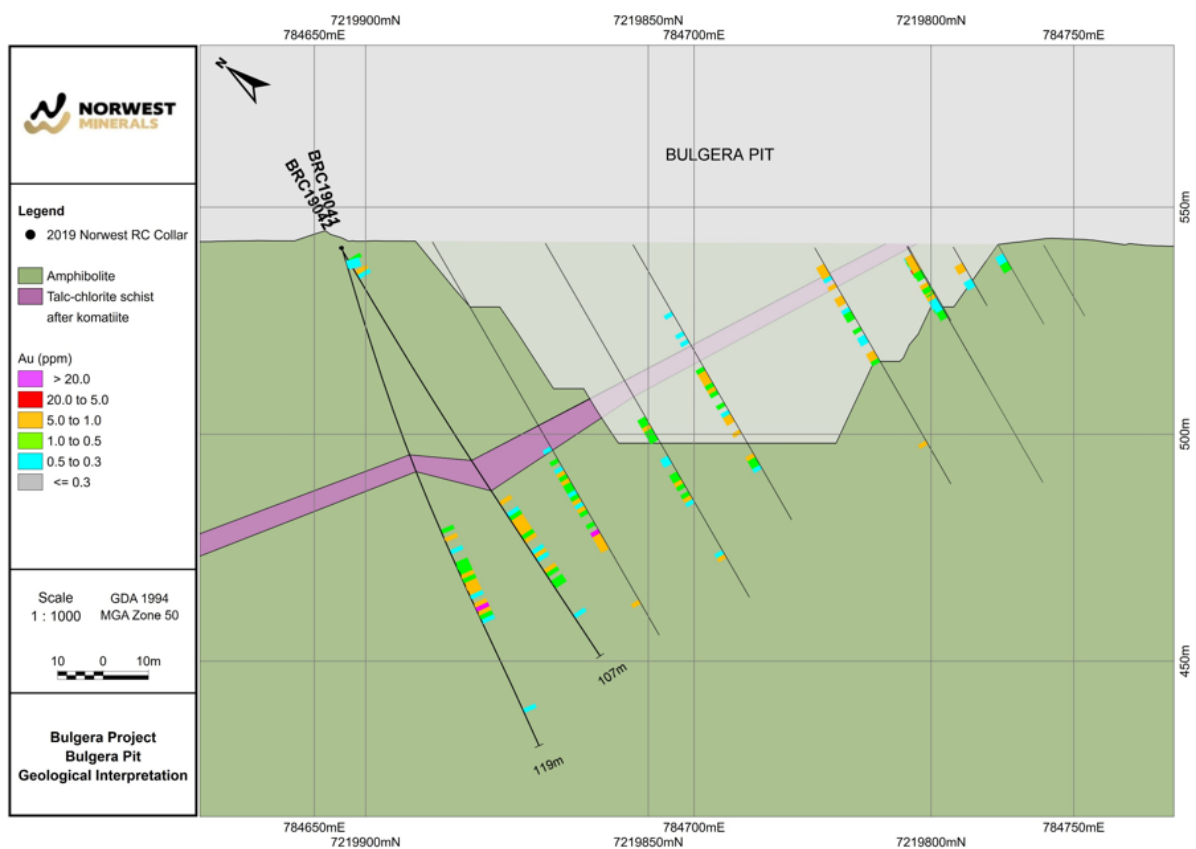 7219900mN
7219850mN
7219800mN
784650mE
784700mE
784750mE
N
NORWEST
MINERALS
BULGERA PIT
BRC19041
BRC19042
550m
500m
450m
Legend
2019 Norwest RC Collar
Amphibolite
Talc-chlorite schist
after komatiite
Au (ppm)
> 20.0
20.0 to 5.0
5.0 to 1.0
1.0 to 0.5
0.5 to 0.3
<= 0.3
Scale
1 : 1000
GDA 1994
MGA Zone 50
10 0 10m
Bulgera Project
Bulgera Pit
Geological Interpretation
107m
119m
784650mE
784700mE
784750mE
7219900mN
7219850mN
7219800mN